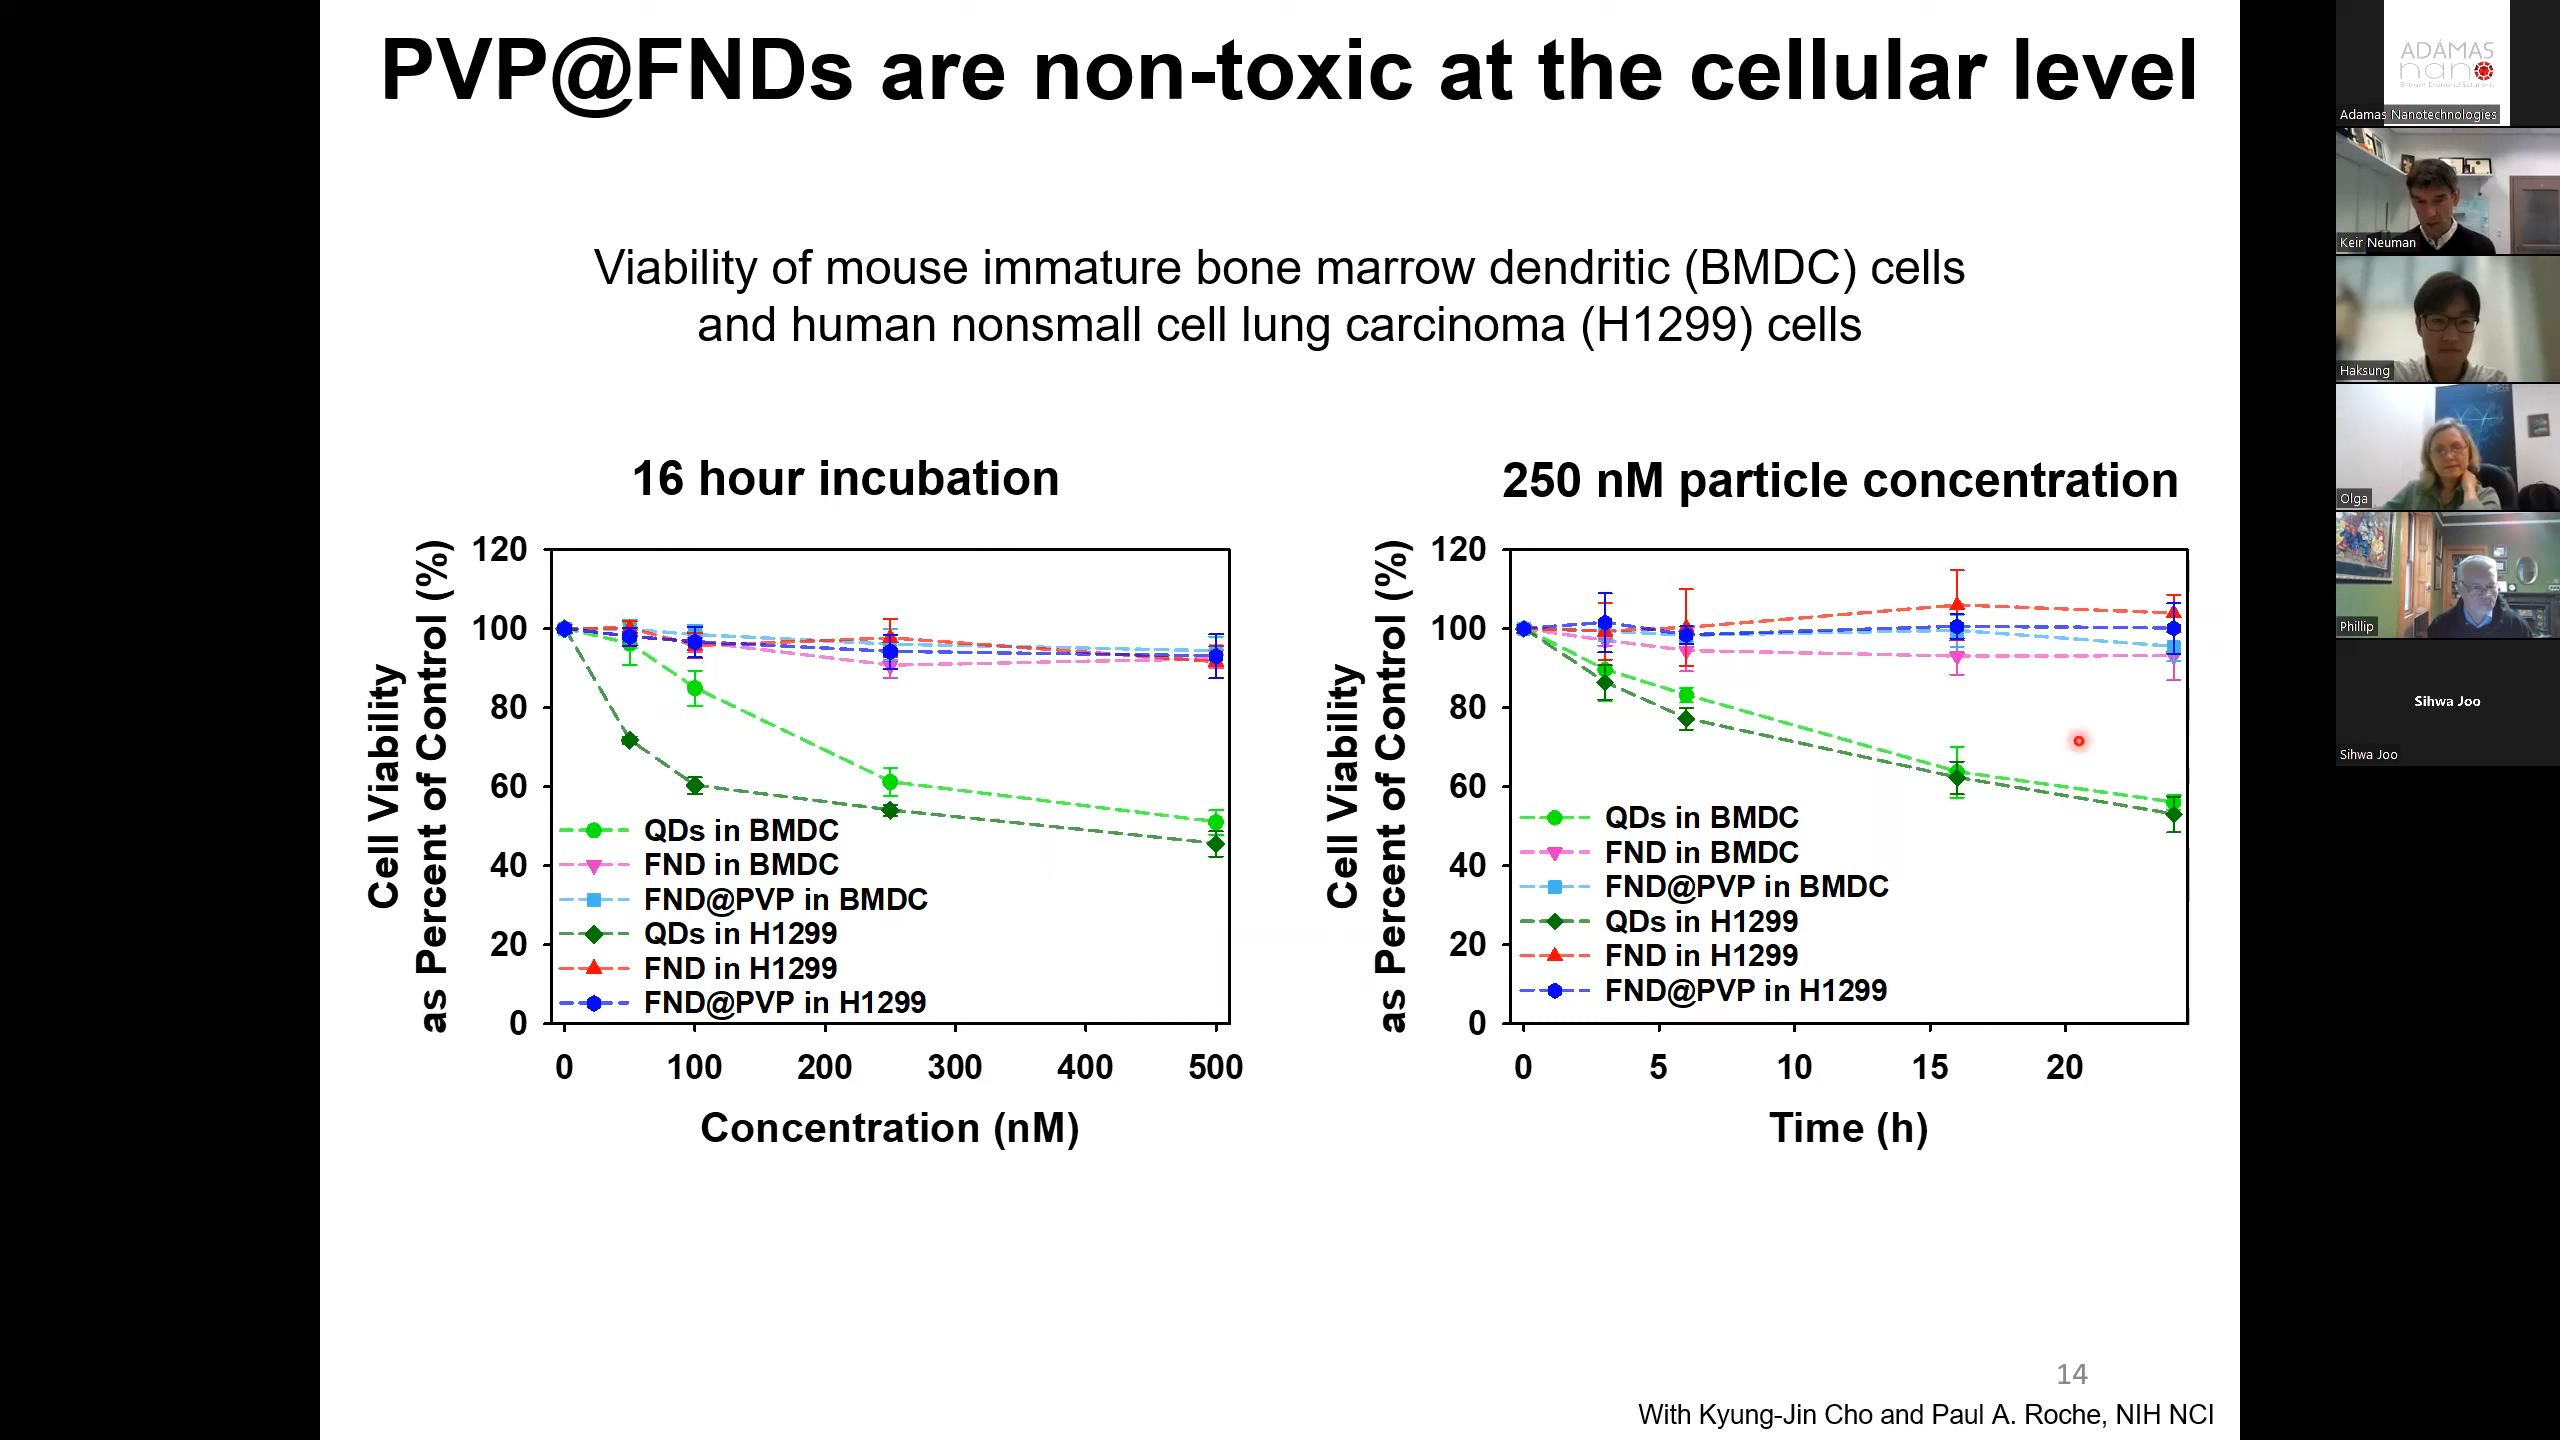 PVP@FNDs are non-toxic at the cellular level
Viability of mouse immature bone marrow dendritic (BMDC) cells
and human nonsmall cell lung carcinoma (H1299) cells
16 hour incubation
Cell Viability
as Percent of Control (%)
120
100
80
60
40
20
0
QDs in BMDC
FND in BMDC
FND@PVP in BMDC
QDs in H1299
FND in H1299
FND@PVP in H1299
0 100 200 300 400 500
Concentration (nM)
250 nM particle concentration
Cell Viability
as Percent of Control (%)
120
100
80
60
40
20
0
QDs in BMDC
FND in BMDC
FND@PVP in BMDC
QDs in H1299
FND in H1299
FND@PVP in H1299
0 5 10 15 20
Time (h)
14
With Kyung-Jin Cho and Paul A. Roche, NIH NCI
ADÁMAS
nano
Adamas Nanotechnologies
Keir Neuman
Haksung
Olga
Phillip
Sihwa Joo
Sihwa Joo